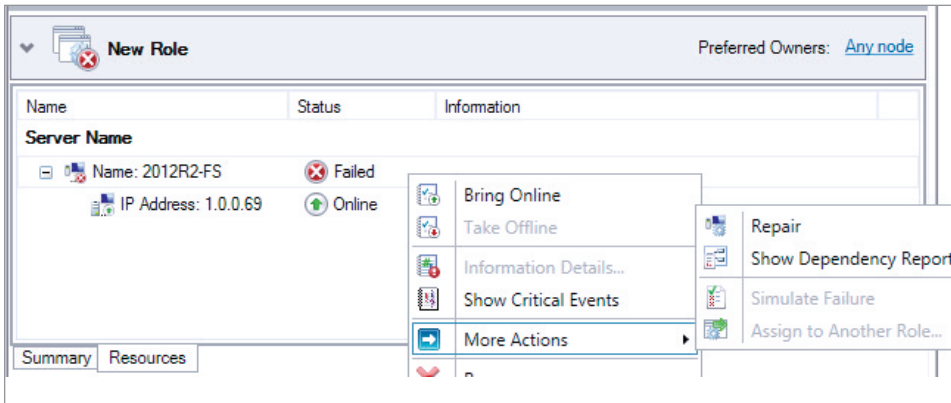 New Role
Preferred Owners: Any node
Name Status Information
Server Name
Name: 2012R2-FS Failed
IP Address: 1.0.0.69 Online
Bring Online
Take Offline
Information Details...
Show Critical Events
More Actions
Repair
Show Dependency Report
Simulate Failure
Assign to Another Role...
Summary Resources